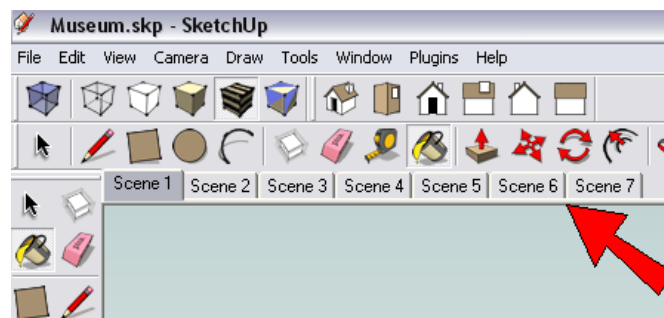 Museum.skp - SketchUp
File Edit View Camera Draw Tools Window Plugins Help
Scene 1 Scene 2 Scene 3 Scene 4 Scene 5 Scene 6 Scene 7